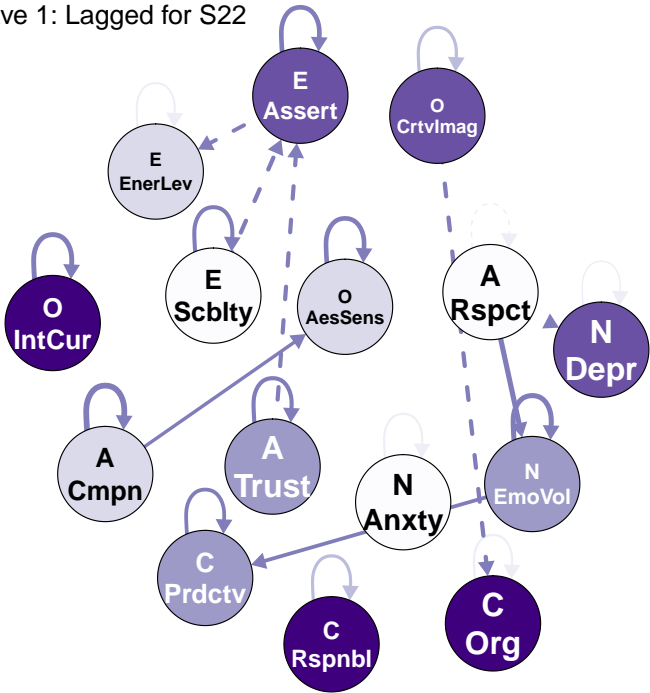 ve 1: Lagged for S22
E
Assert
O
CrtvImag
E
EnerLev
E
Scblty
O
AesSens
A
Rspct
O
IntCur
N
Depr
A
Cmpn
A
Trust
N
Anxty
N
EmoVol
C
Prdctv
C
Rspnbl
C
Org